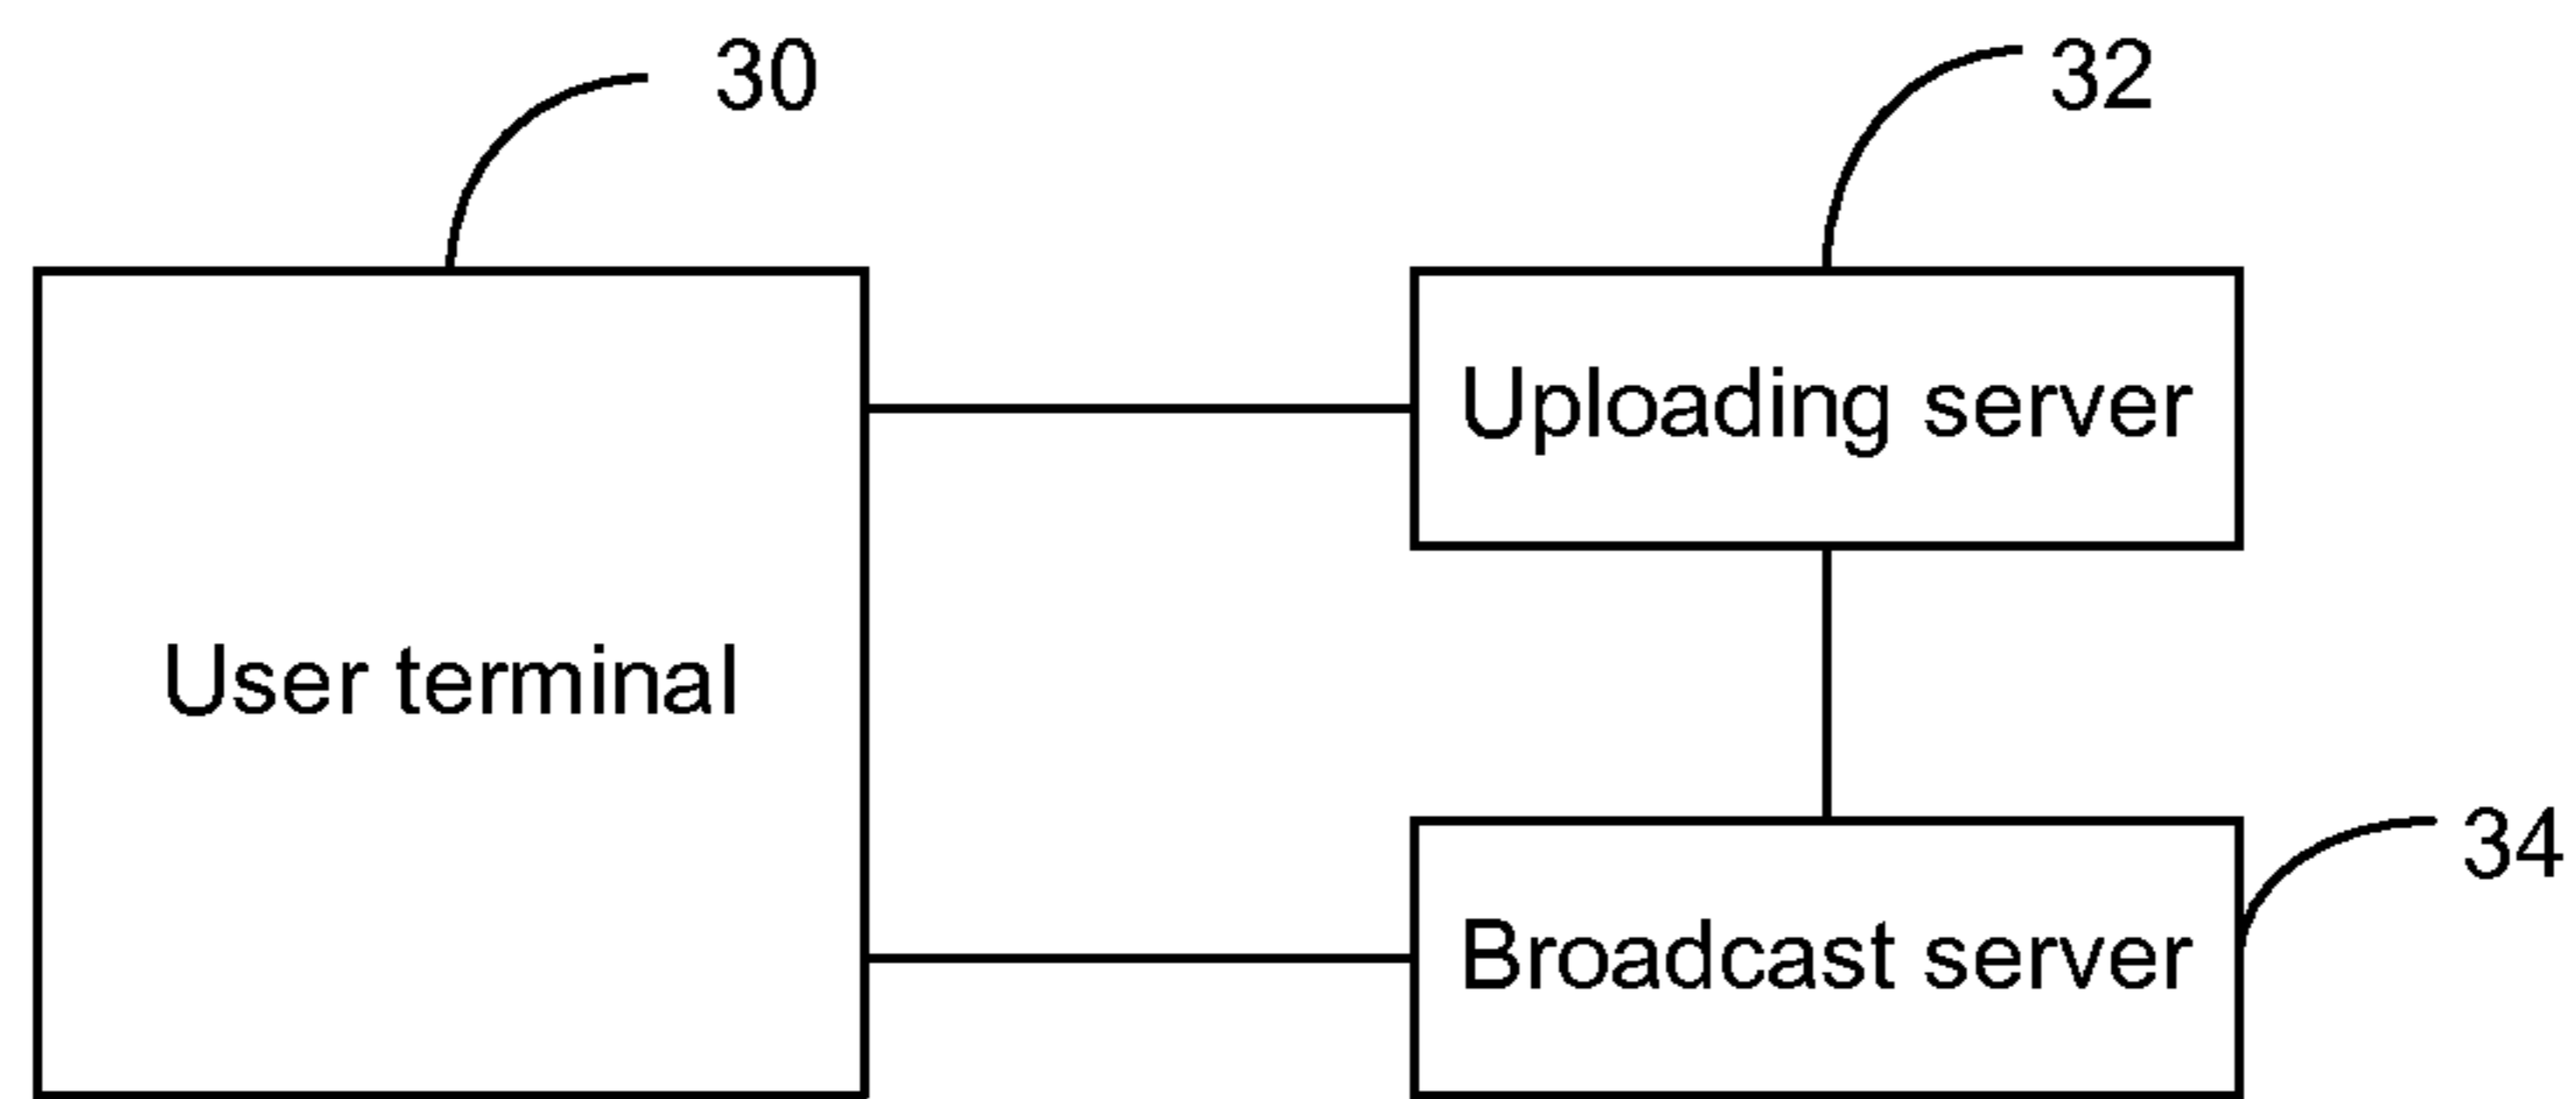 30
32
Uploading server
User terminal
34
Broadcast server